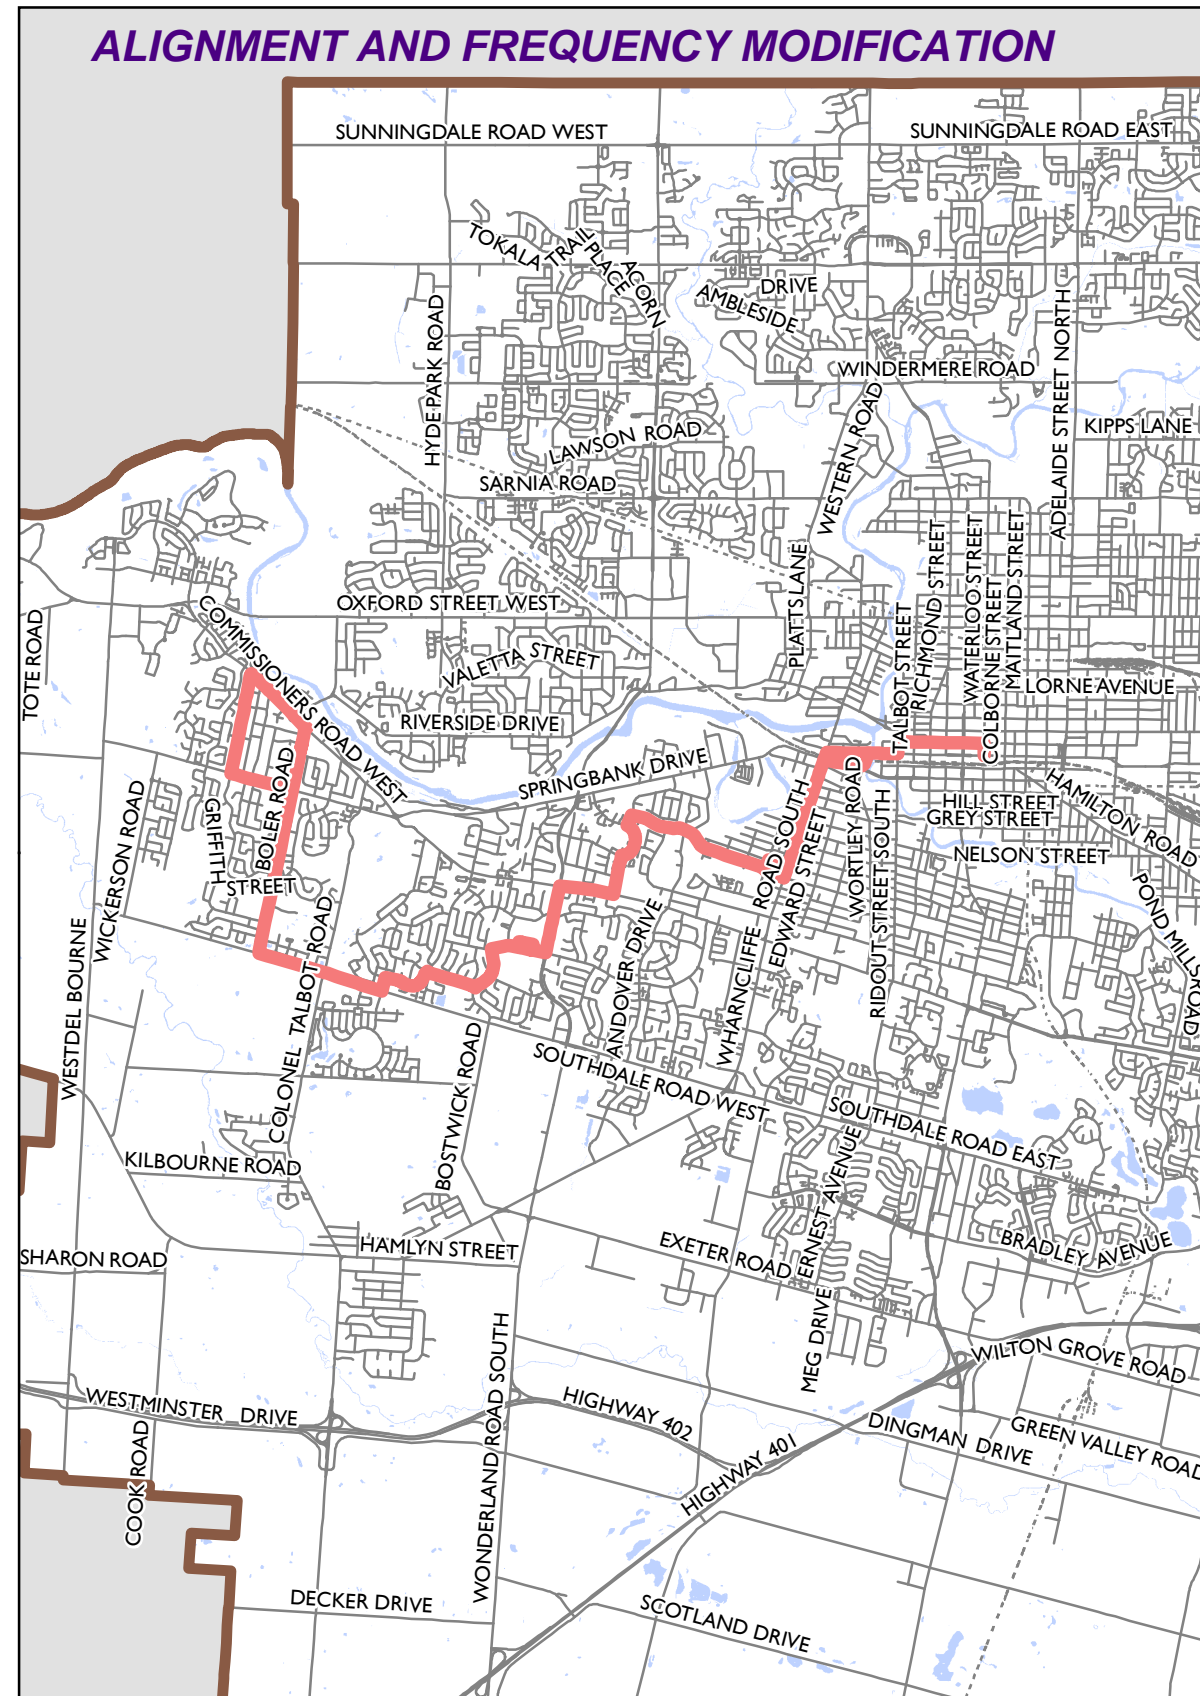 ALIGNMENT AND FREQUENCY MODIFICATION
SUNNINGDALE ROAD WEST
SUNNINGDALE ROAD EAST
TOKALA TRAIL
PLACE
ACORN
DRIVE
AMBLESIDE
HYDE PARK ROAD
ADELAIDE STREET NORTH
WINDERMERE ROAD
WESTERN ROAD
KIPPS LANE
LAWSON ROAD
SARNIA ROAD
PLATTS LANE
OXFORD STREET WEST
COMMISSIONERS ROAD WEST
TOTE ROAD
VALETTA STREET
RIVERSIDE DRIVE
TALBOT STREET
RICHMOND STREET
WATERLOO STREET
COLBORNE STREET
MAITLAND STREET
LORNE AVENUE
SPRINGBANK DRIVE
BOLER ROAD
GRIFFITH
STREET
WICKERSON ROAD
WESTDEL BOURNE
HAMILTON ROAD
HILL STREET
GREY STREET
NELSON STREET
WHARNCLIFFE ROAD SOUTH
EDWARD STREET
WORTLEY ROAD
RIDOUT STREET SOUTH
POND MILLS ROAD
COLONEL TALBOT ROAD
ANDOVER DRIVE
BOSTWICK ROAD
SOUTHDALE ROAD WEST
SOUTHDALE ROAD EAST
KILBOURNE ROAD
ERNEST AVENUE
HAMLYN STREET
SHARON ROAD
EXETER ROAD
BRADLEY AVENUE
MEG DRIVE
WILTON GROVE ROAD
WONDERLAND ROAD SOUTH
WESTMINSTER DRIVE
HIGHWAY 402
HIGHWAY 401
DINGMAN DRIVE
GREEN VALLEY ROAD
COOK ROAD
DECKER DRIVE
SCOTLAND DRIVE